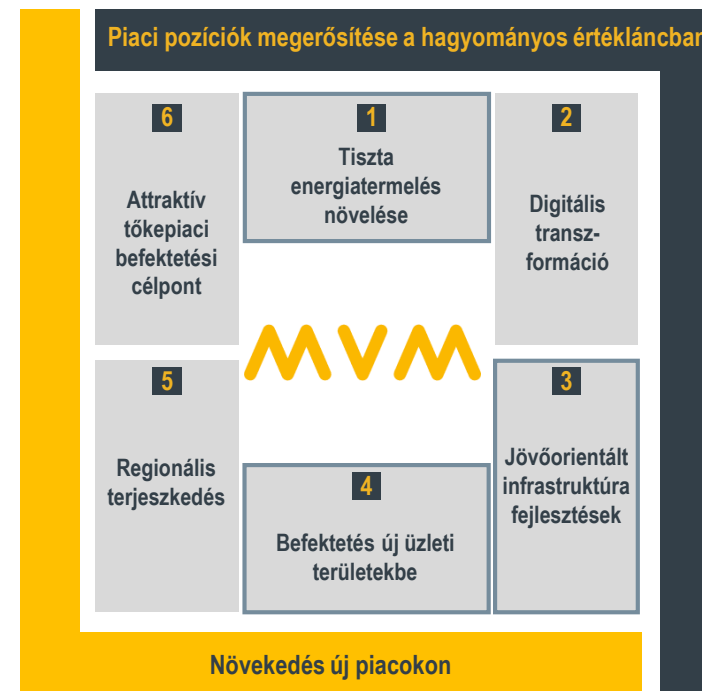 Piaci pozíciók megerősítése a hagyományos értékláncban
6
Attraktív
tőkepiaci
befektetési
célpont
1
Tiszta
energiatermelés
növelése
2
Digitális
transz-
formáció
MVM
5
Regionális
terjeszkedés
4
Befektetés új üzleti
területekbe
3
Jövőorientált
infrastruktúra
fejlesztések
Növekedés új piacokon